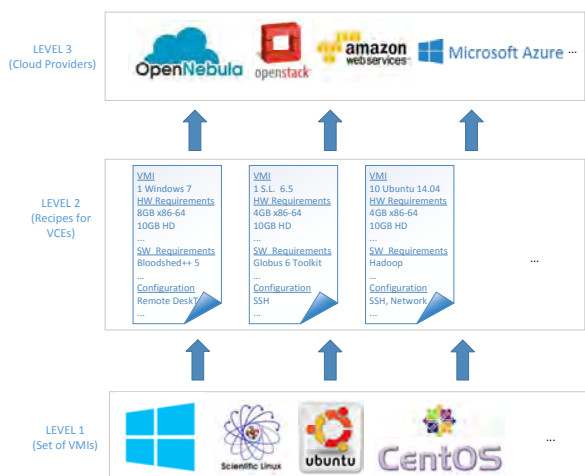 LEVEL 3
(Cloud Providers)
OpenNebula
openstack
amazon
webservices™
Microsoft Azure
...
LEVEL 2
(Recipes for
VCEs)
VMI
1 Windows 7
HW Requirements
8GB x86-64
10GB HD
...
SW Requirements
Bloodshed++ 5
...
Configuration
Remote DeskT
...
VMI
1 S.L. 6.5
HW Requirements
4GB x86-64
10GB HD
...
SW Requirements
Globus 6 Toolkit
...
Configuration
SSH
...
VMI
10 Ubuntu 14.04
HW Requirements
4GB x86-64
10GB HD
...
SW Requirements
Hadoop
...
Configuration
SSH, Network
...
...
LEVEL 1
(Set of VMIs)
Scientific Linux
ubuntu
CentOS
...